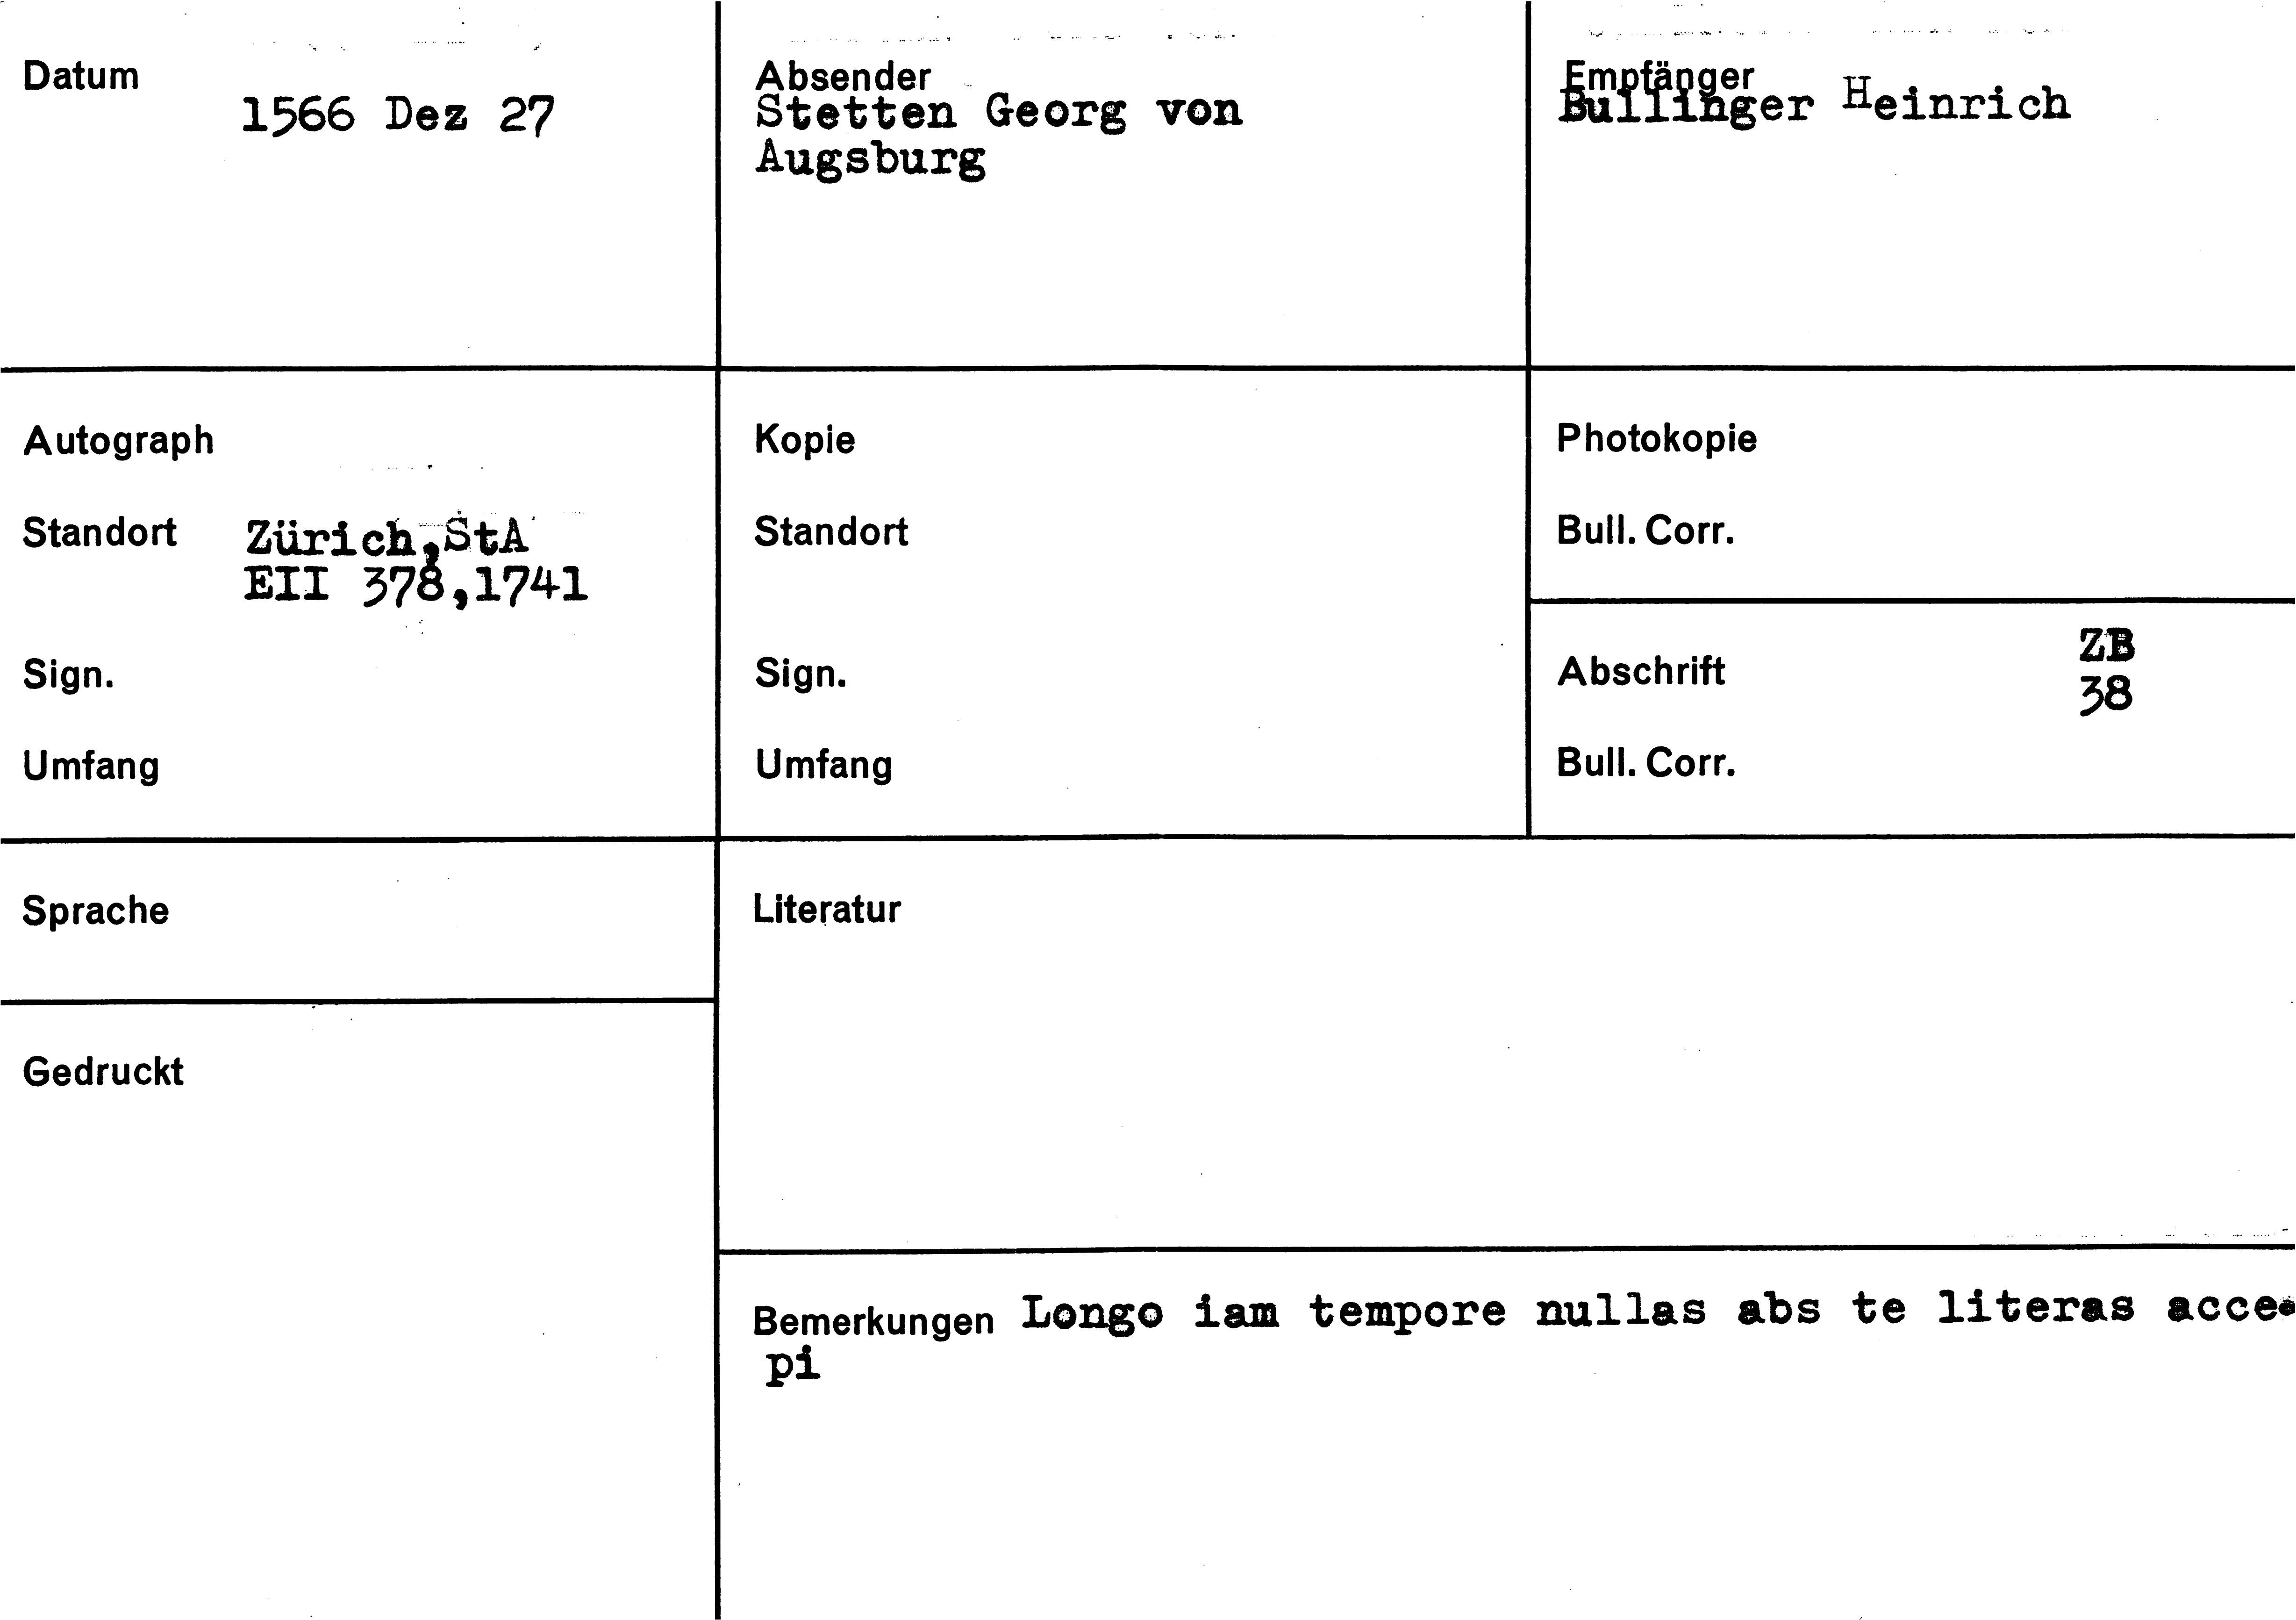 Datum
1566 Dez 27
Absender
Stetten Georg von
Augsburg
Empfänger
Bullinger Heinrich
Autograph
Standort Zürich,StA
EII 378,1741
Sign.
Umfang
Kopie
Standort
Sign.
Umfang
Photokopie
Bull. Corr.
Abschrift ZB
38
Bull. Corr.
Sprache
Gedruckt
Literatur
Bemerkungen Longo iam tempore nullas abs te literas acce
pi